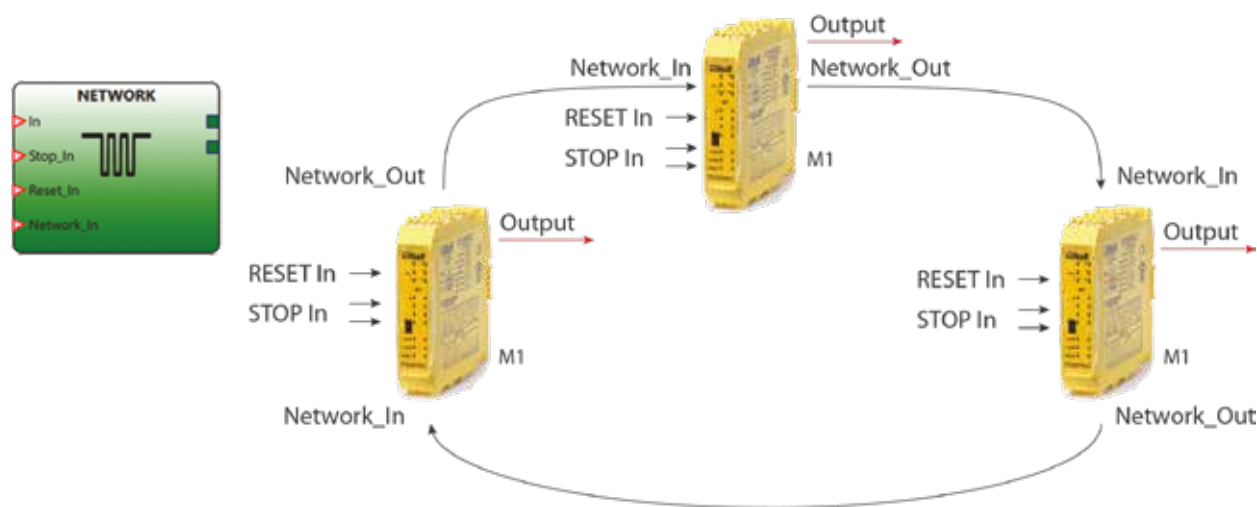 NETWORK
In
Stop_In
Reset_In
Network_In
Output
Network_In
Network_Out
RESET In
STOP In
M1
Network_Out
Network_In
Output
RESET In
STOP In
M1
Network_In
Output
RESET In
STOP In
M1
Network_Out